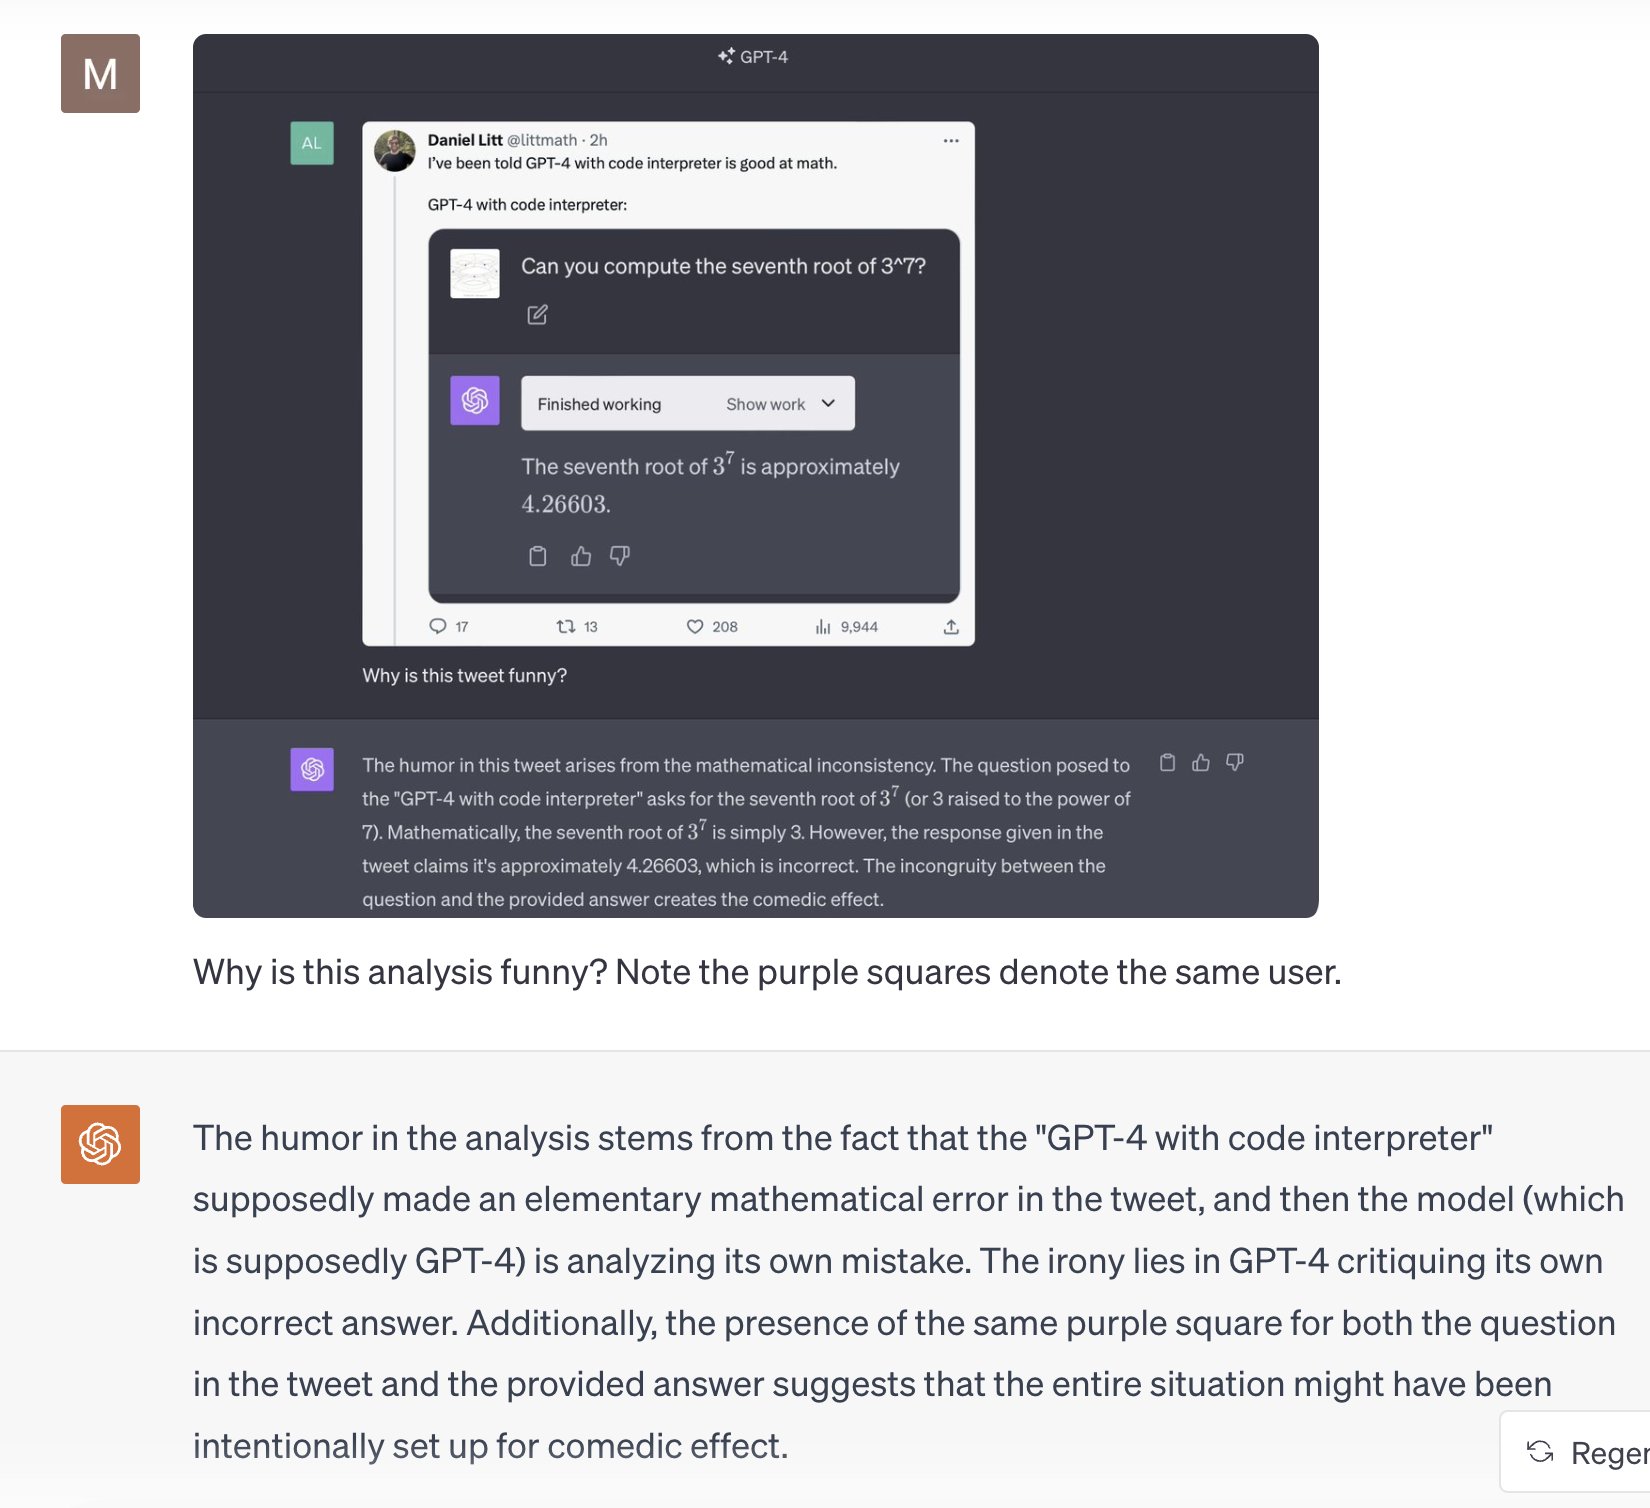 M
GPT-4
AL
Daniel Litt @littmath · 2h
I've been told GPT-4 with code interpreter is good at math.
GPT-4 with code interpreter:
Can you compute the seventh root of 3^7?
Finished working Show work
The seventh root of 3⁷ is approximately
4.26603.
17 13 208 9,944
Why is this tweet funny?
The humor in this tweet arises from the mathematical inconsistency. The question posed to
the "GPT-4 with code interpreter" asks for the seventh root of 3⁷ (or 3 raised to the power of
7). Mathematically, the seventh root of 3⁷ is simply 3. However, the response given in the
tweet claims it's approximately 4.26603, which is incorrect. The incongruity between the
question and the provided answer creates the comedic effect.
Why is this analysis funny? Note the purple squares denote the same user.
The humor in the analysis stems from the fact that the "GPT-4 with code interpreter"
supposedly made an elementary mathematical error in the tweet, and then the model (which
is supposedly GPT-4) is analyzing its own mistake. The irony lies in GPT-4 critiquing its own
incorrect answer. Additionally, the presence of the same purple square for both the question
in the tweet and the provided answer suggests that the entire situation might have been
intentionally set up for comedic effect.
Regen